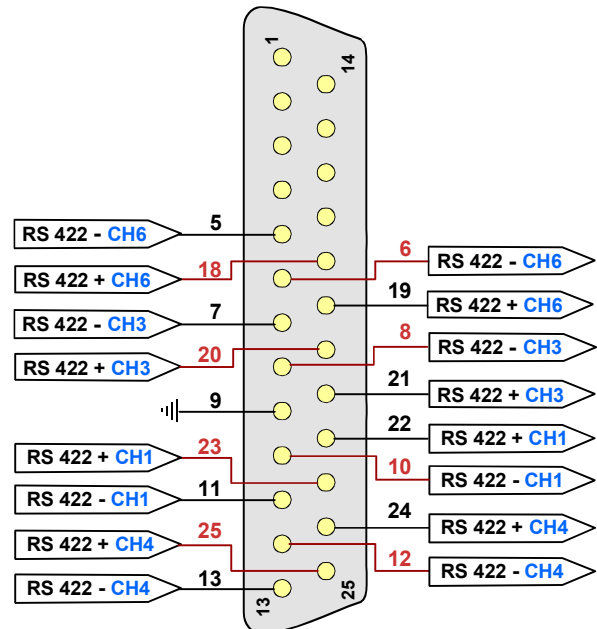 1
14
5
RS 422 - CH6
6
RS 422 - CH6
18
RS 422 + CH6
19
RS 422 + CH6
7
RS 422 - CH3
8
RS 422 - CH3
20
RS 422 + CH3
21
RS 422 + CH3
9
22
RS 422 + CH1
23
RS 422 + CH1
10
RS 422 - CH1
11
RS 422 - CH1
24
RS 422 + CH4
25
RS 422 + CH4
12
RS 422 - CH4
13
RS 422 - CH4
13
25